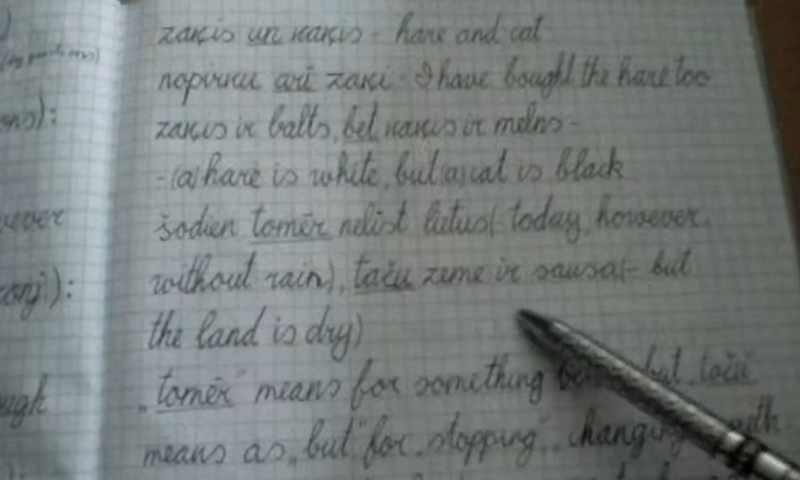 zaķis un kaķis - hare and cat
nopirku arī zaķi - I have bought the hare too
zaķis ir balts, bet kaķis ir melns -
- (a) hare is white, but (a) cat is black
šodien tomēr nelīst lietus (- today, however.
without rain), taču zeme ir sausa (- but
the land is dry)
„tomēr" means for something but „taču"
means as „but" for „stopping", changing with
ever
ugh